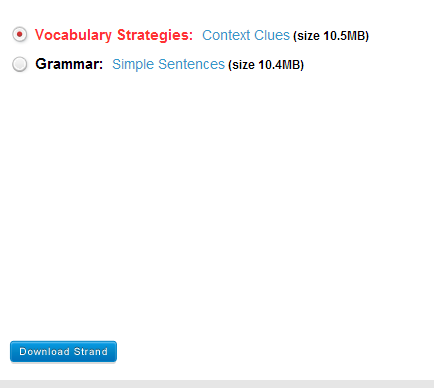 Vocabulary Strategies: Context Clues (size 10.5MB)
Grammar: Simple Sentences (size 10.4MB)
Download Strand